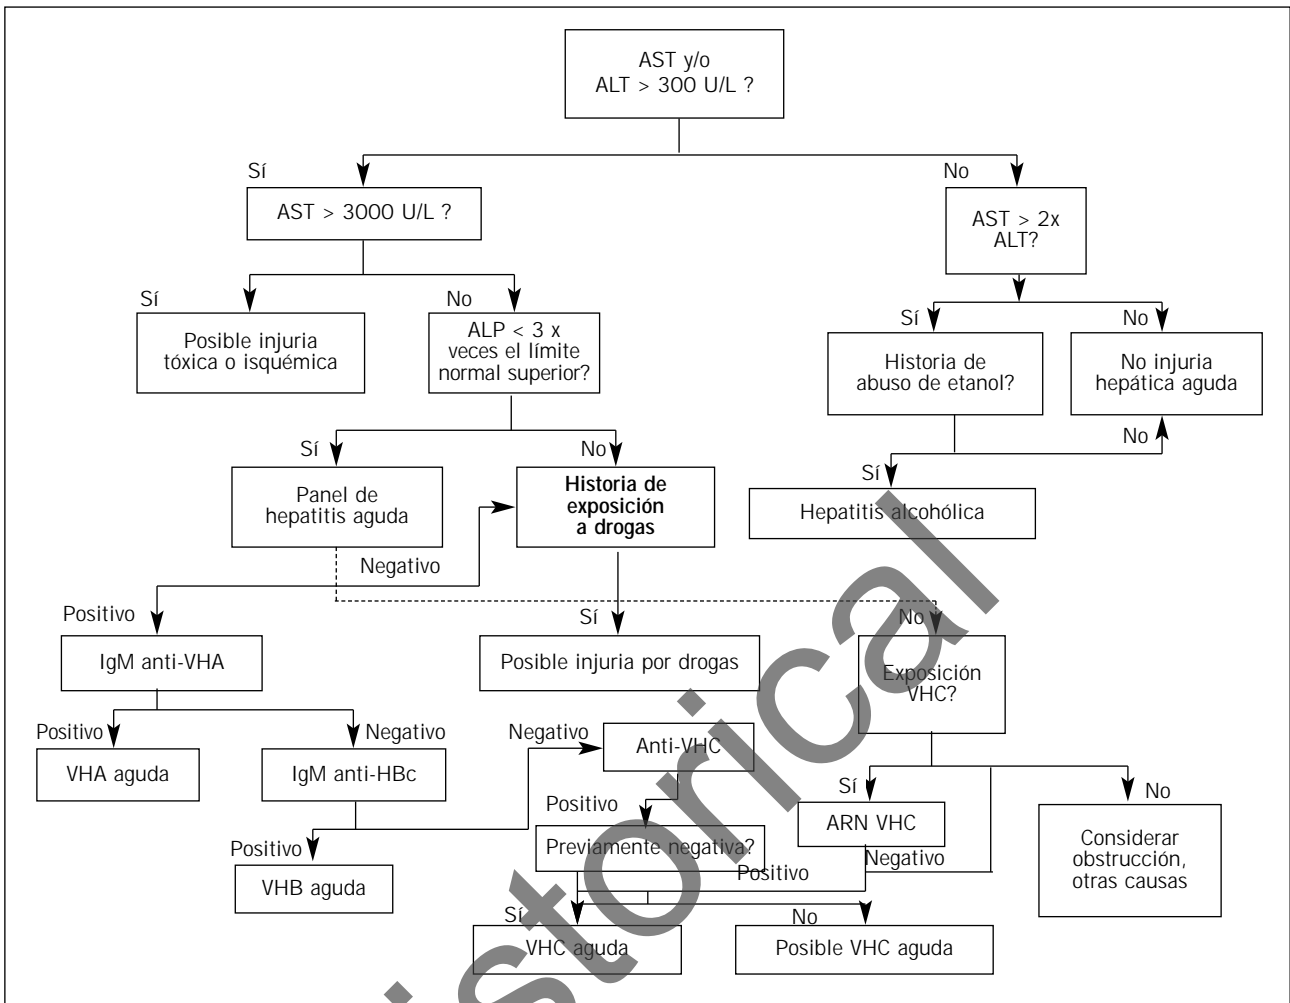 AST y/o
ALT > 300 U/L ?
Sí
No
AST > 3000 U/L ?
AST > 2x
ALT?
Sí
No
Sí
No
Posible injuria
tóxica o isquémica
ALP < 3 x
veces el límite
normal superior?
Historia de
abuso de etanol?
No injuria
hepática aguda
Sí
No
No
Sí
Panel de
hepatitis aguda
Historia de
exposición
a drogas
Hepatitis alcohólica
Negativo
Positivo
Sí
No
IgM anti-VHA
Posible injuria por drogas
Exposición
VHC?
Positivo
Negativo
Negativo
Anti-VHC
VHA aguda
IgM anti-HBc
Sí
No
Positivo
ARN VHC
Considerar
obstrucción,
otras causas
Positivo
Previamente negativa?
Negativo
Positivo
VHB aguda
Sí
No
VHC aguda
Posible VHC aguda
istorical